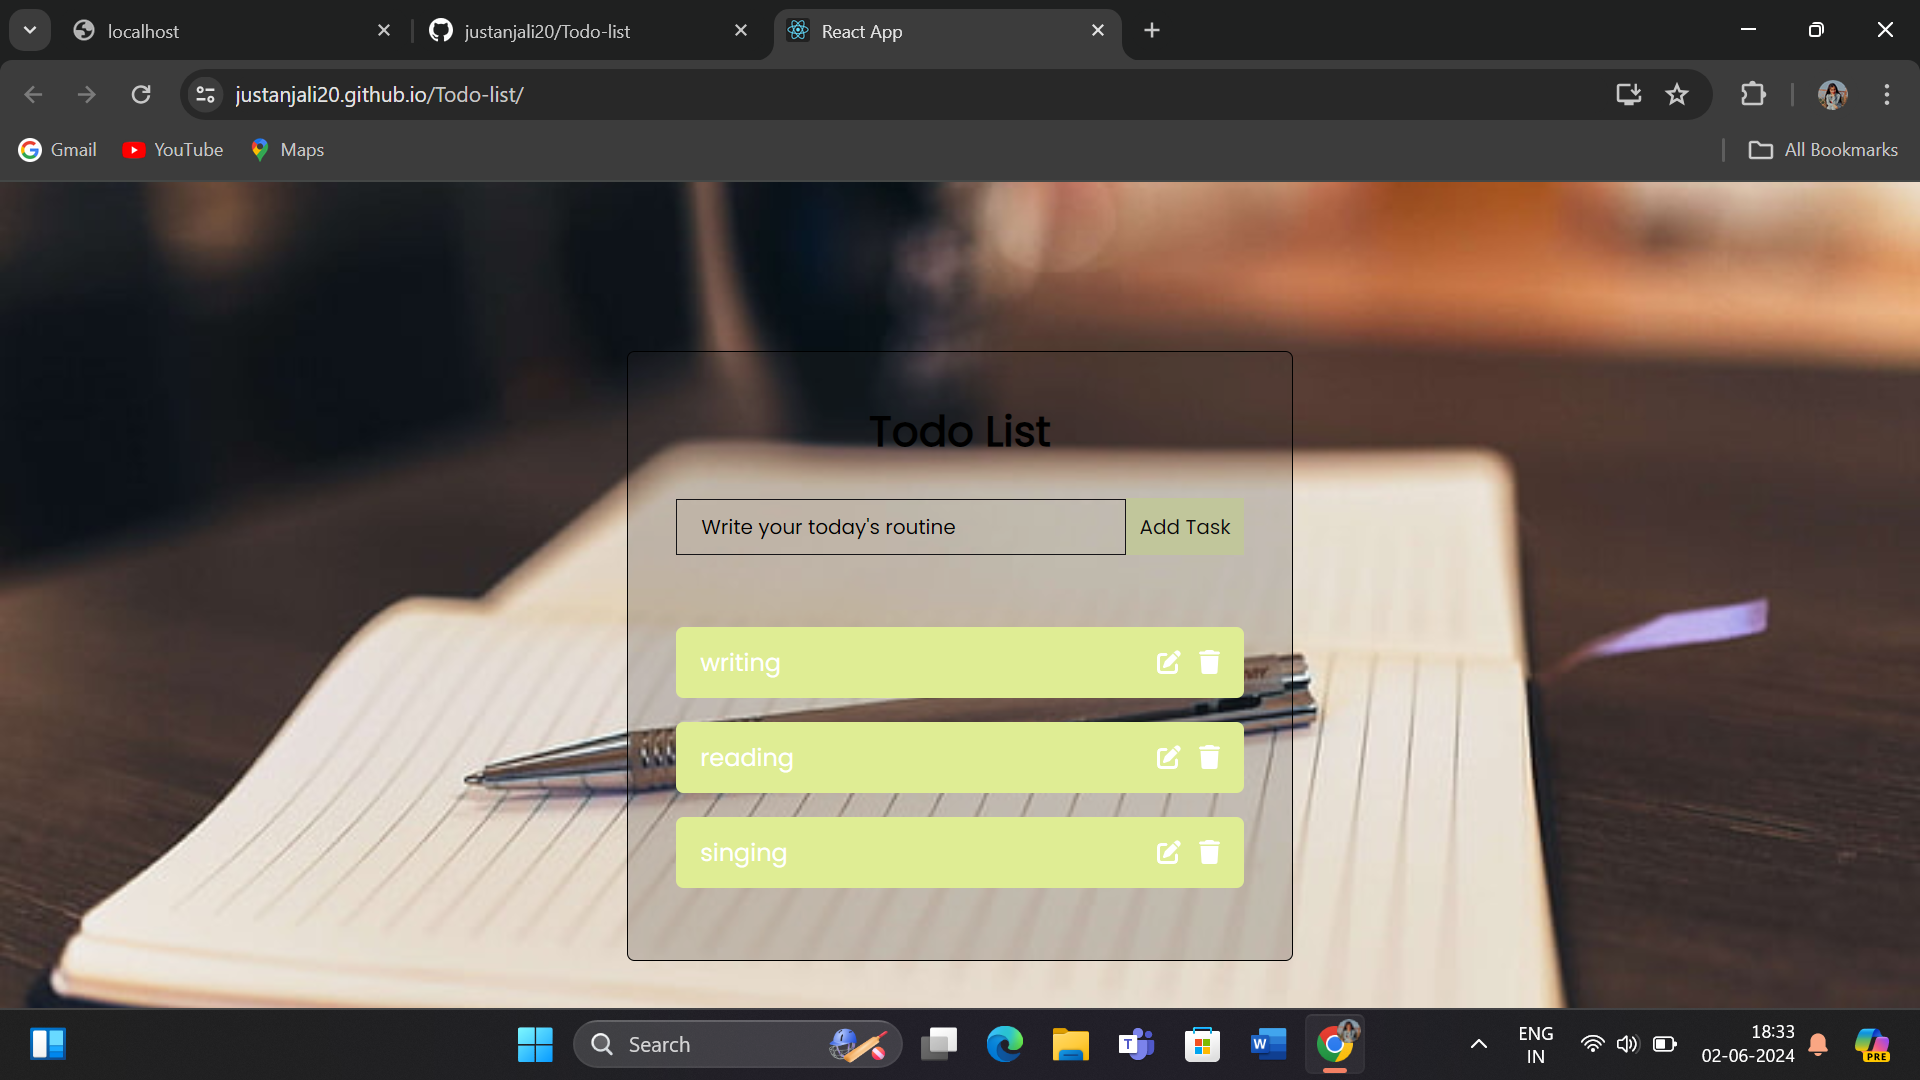 localhost
justanjali20/Todo-list
React App
justanjali20.github.io/Todo-list/
Gmail
YouTube
Maps
All Bookmarks
Todo List
Write your today's routine
Add Task
writing
reading
singing
Search
ENG
IN
18:33
02-06-2024
PRE